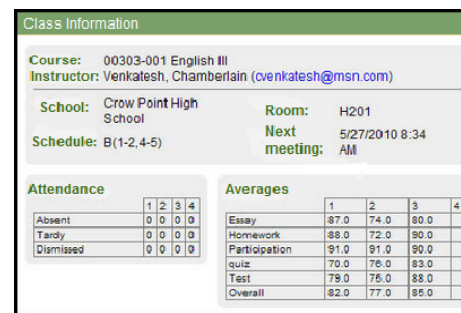 Class Information
Course: 00303-001 English III
Instructor: Venkatesh, Chamberlain (cvenkatesh@msn.com)
School: Crow Point High School
Schedule: B(1-2,4-5)
Room: H201
Next meeting: 5/27/2010 8:34 AM
Attendance
1 2 3 4
Absent 0 0 0 0
Tardy 0 0 0 0
Dismissed 0 0 0 0
Averages
1 2 3 4
Essay 87.0 74.0 80.0
Homework 88.0 72.0 90.0
Participation 91.0 91.0 90.0
quiz 70.0 76.0 83.0
Test 79.0 75.0 88.0
Overall 82.0 77.0 85.0